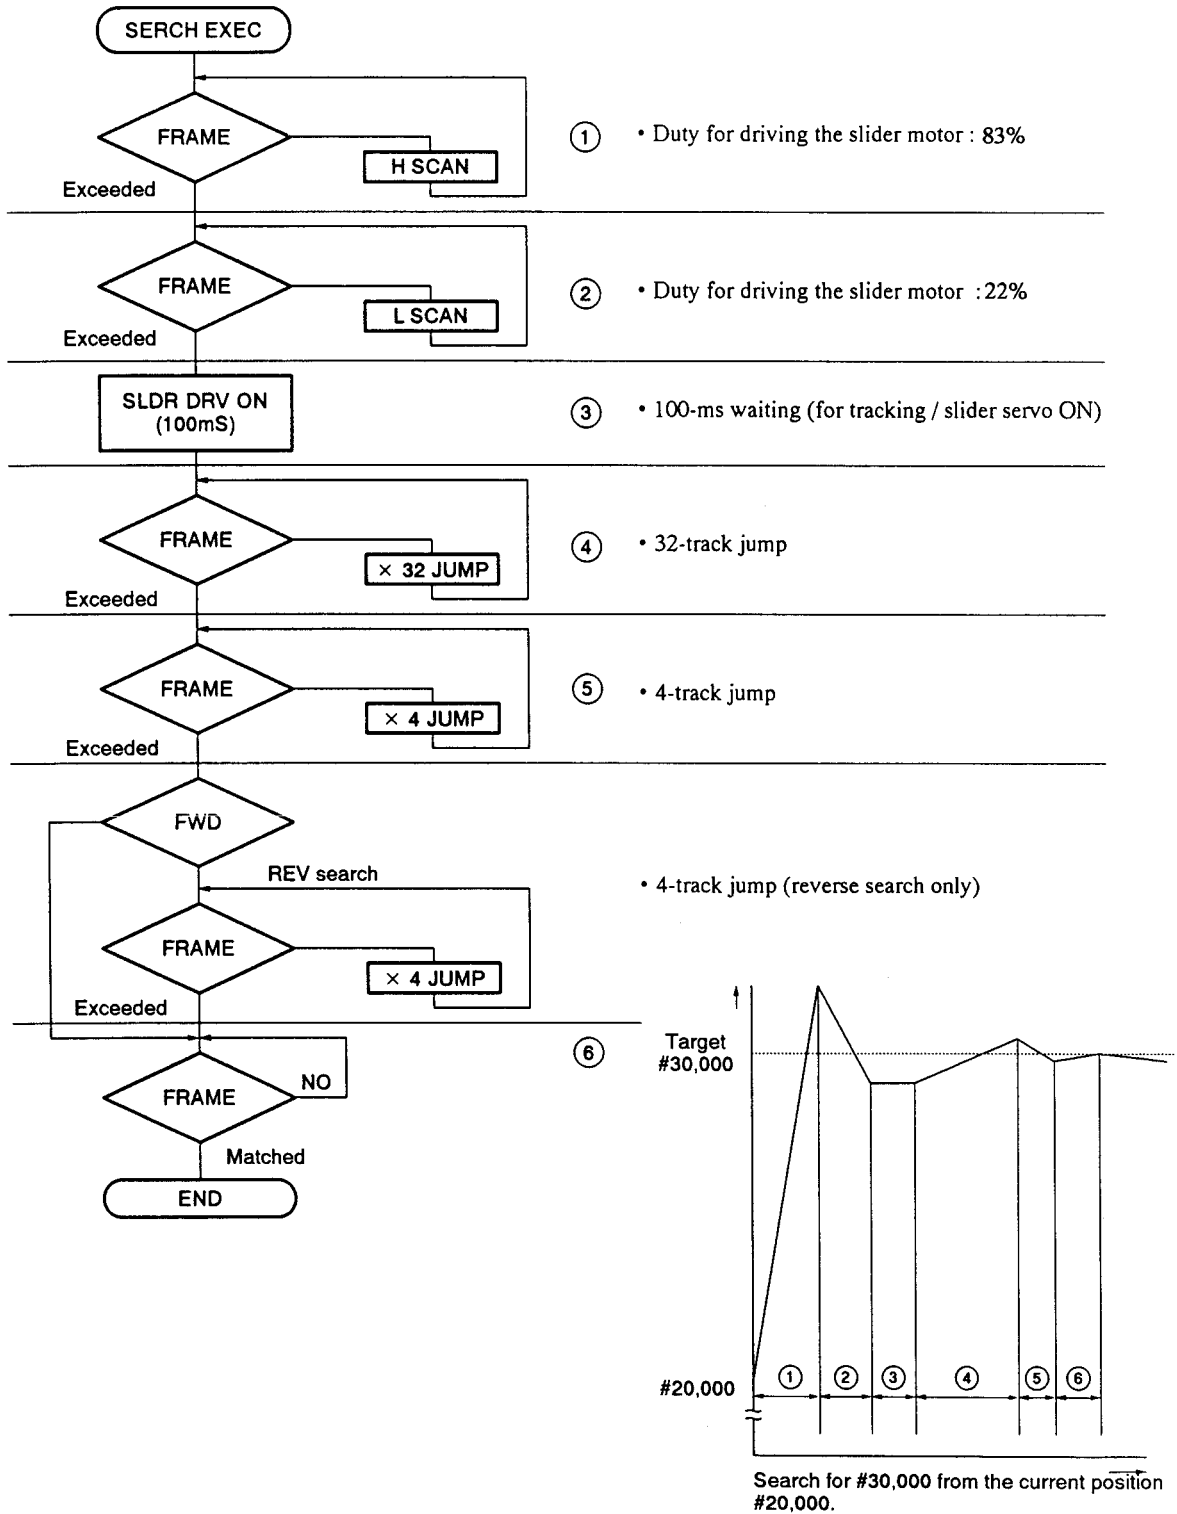 SERCH EXEC
FRAME
H SCAN
Exceeded
① • Duty for driving the slider motor : 83%
FRAME
L SCAN
Exceeded
② • Duty for driving the slider motor : 22%
SLDR DRV ON
(100mS)
③ • 100-ms waiting (for tracking / slider servo ON)
FRAME
× 32 JUMP
Exceeded
④ • 32-track jump
FRAME
× 4 JUMP
Exceeded
⑤ • 4-track jump
FWD
REV search
• 4-track jump (reverse search only)
FRAME
× 4 JUMP
Exceeded
⑥
FRAME
NO
Matched
END
Target
#30,000
#20,000
① ② ③ ④ ⑤ ⑥
Search for #30,000 from the current position
#20,000.